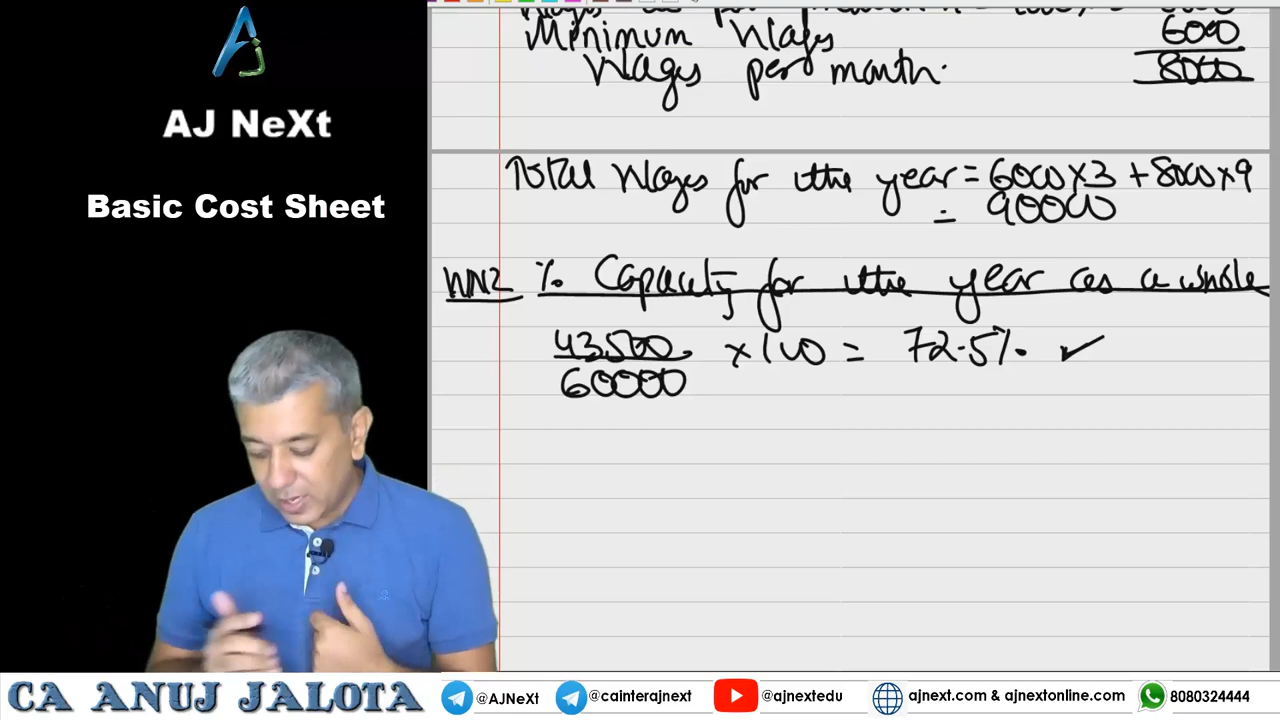 AJ NeXt
Basic Cost Sheet
6000
Minimum Wages
Wages per month. 8000
Total Wages for the year = 6000 x 3 + 8000 x 9
= 90000
WN2 % Capacity for the year as a whole
43500 x 100 = 72.5% ✓
60000
CA ANUJ JALOTA @AJNeXt @cainterajnext @ajnextedu ajnext.com & ajnextonline.com 8080324444